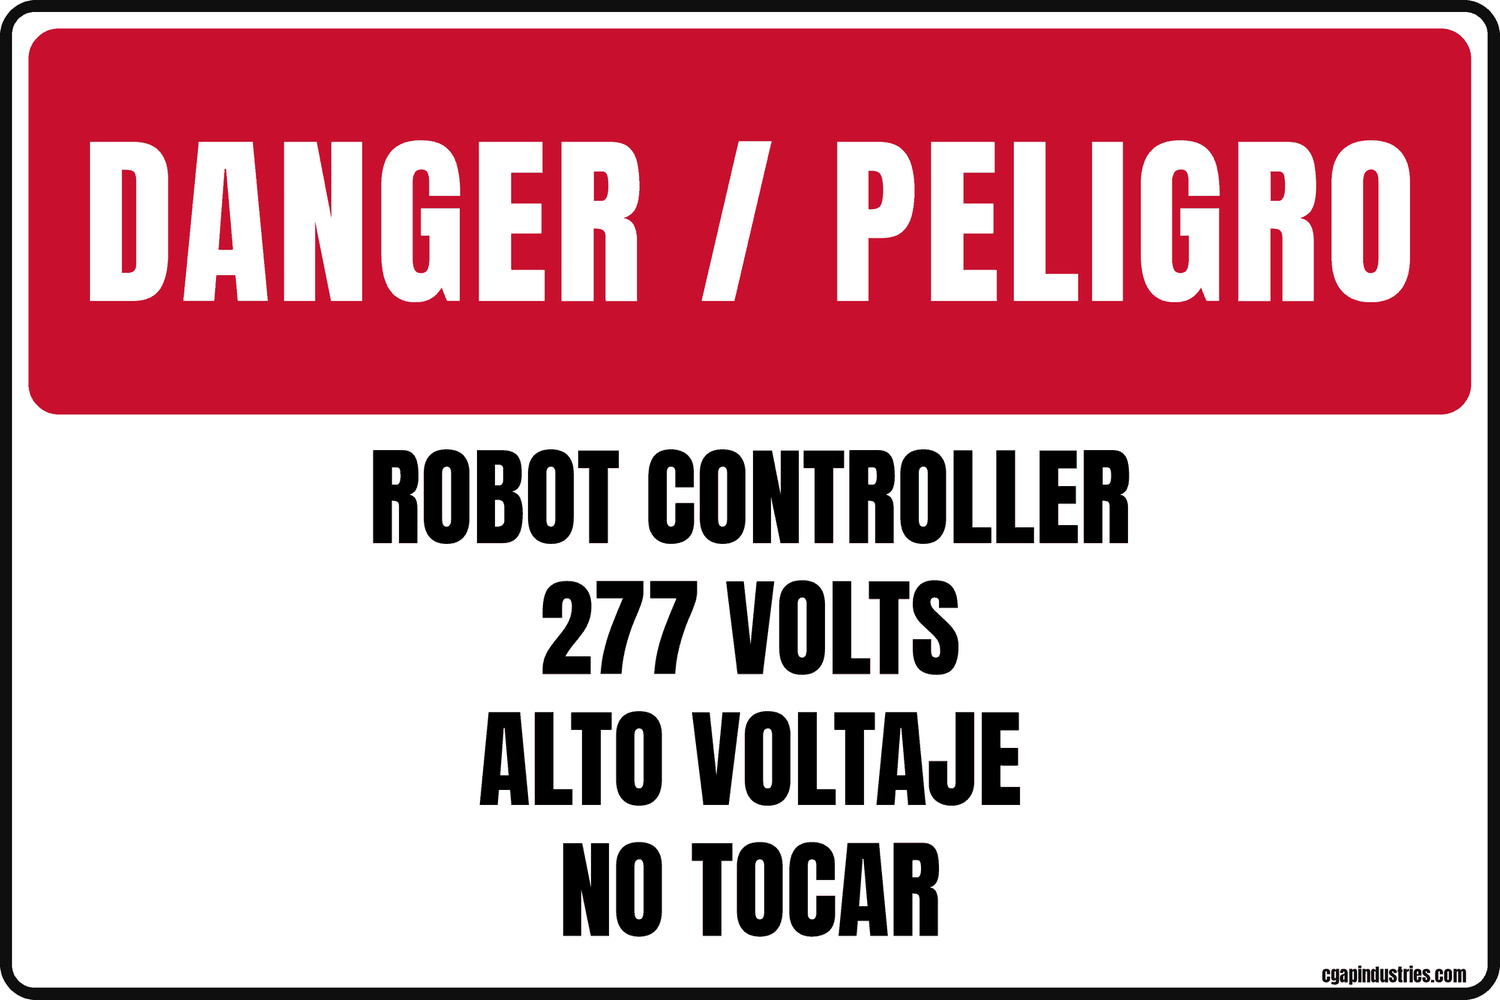 DANGER / PELIGRO
ROBOT CONTROLLER
277 VOLTS
ALTO VOLTAJE
NO TOCAR
cgapindustries.com